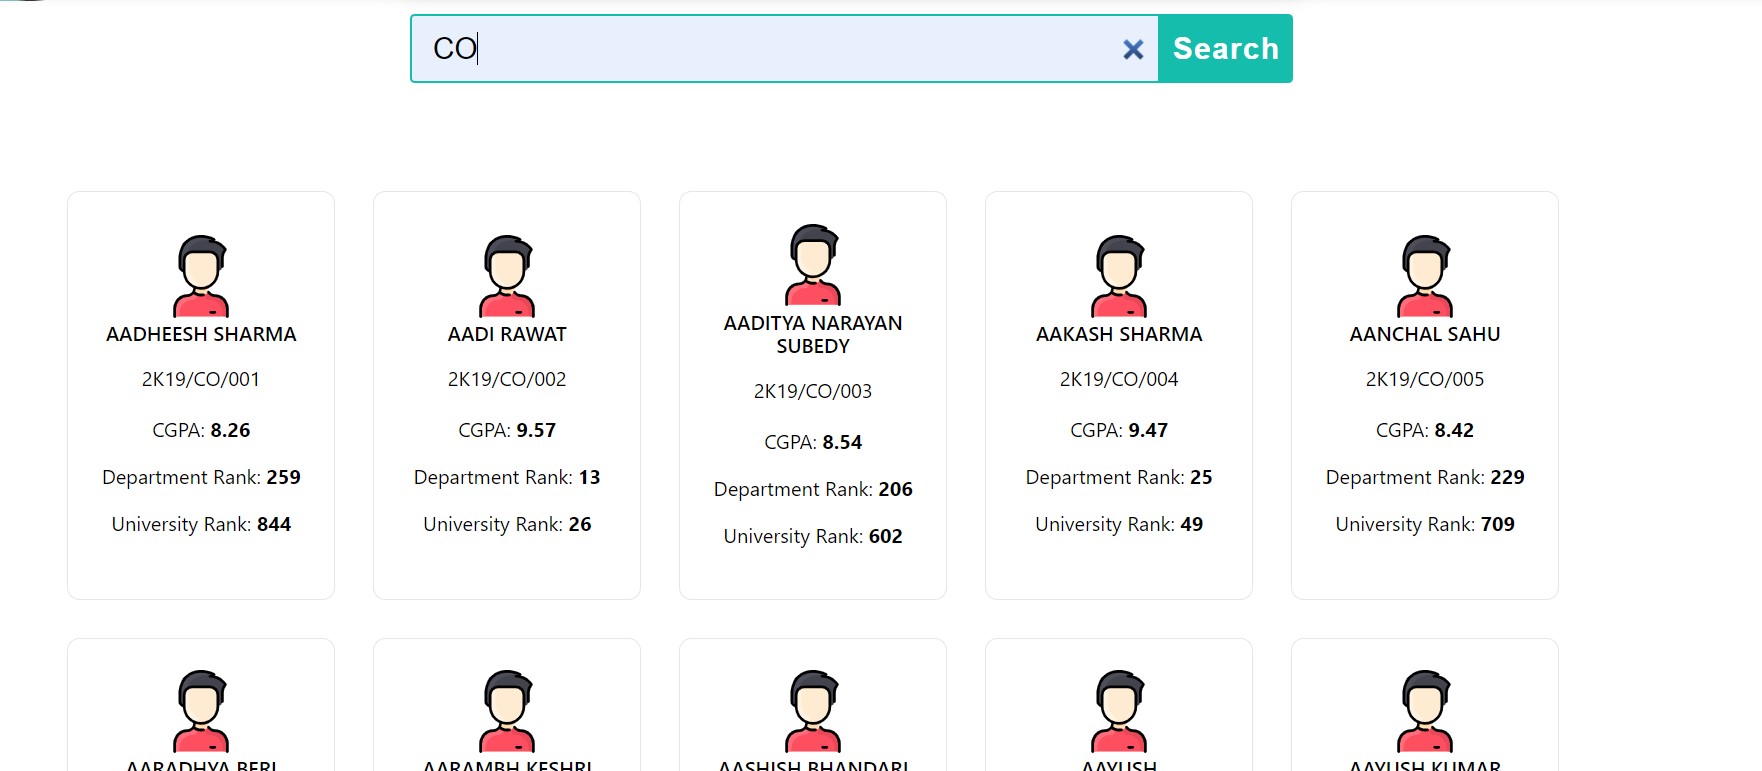 CO
Search
AADHEESH SHARMA
2K19/CO/001
CGPA: 8.26
Department Rank: 259
University Rank: 844
AADI RAWAT
2K19/CO/002
CGPA: 9.57
Department Rank: 13
University Rank: 26
AADITYA NARAYAN
SUBEDY
2K19/CO/003
CGPA: 8.54
Department Rank: 206
University Rank: 602
AAKASH SHARMA
2K19/CO/004
CGPA: 9.47
Department Rank: 25
University Rank: 49
AANCHAL SAHU
2K19/CO/005
CGPA: 8.42
Department Rank: 229
University Rank: 709
AARADHYA BERI
AARAMBH KESHRI
AASHISH BHANDARI
AAYUSH
AAYUSH KUMAR